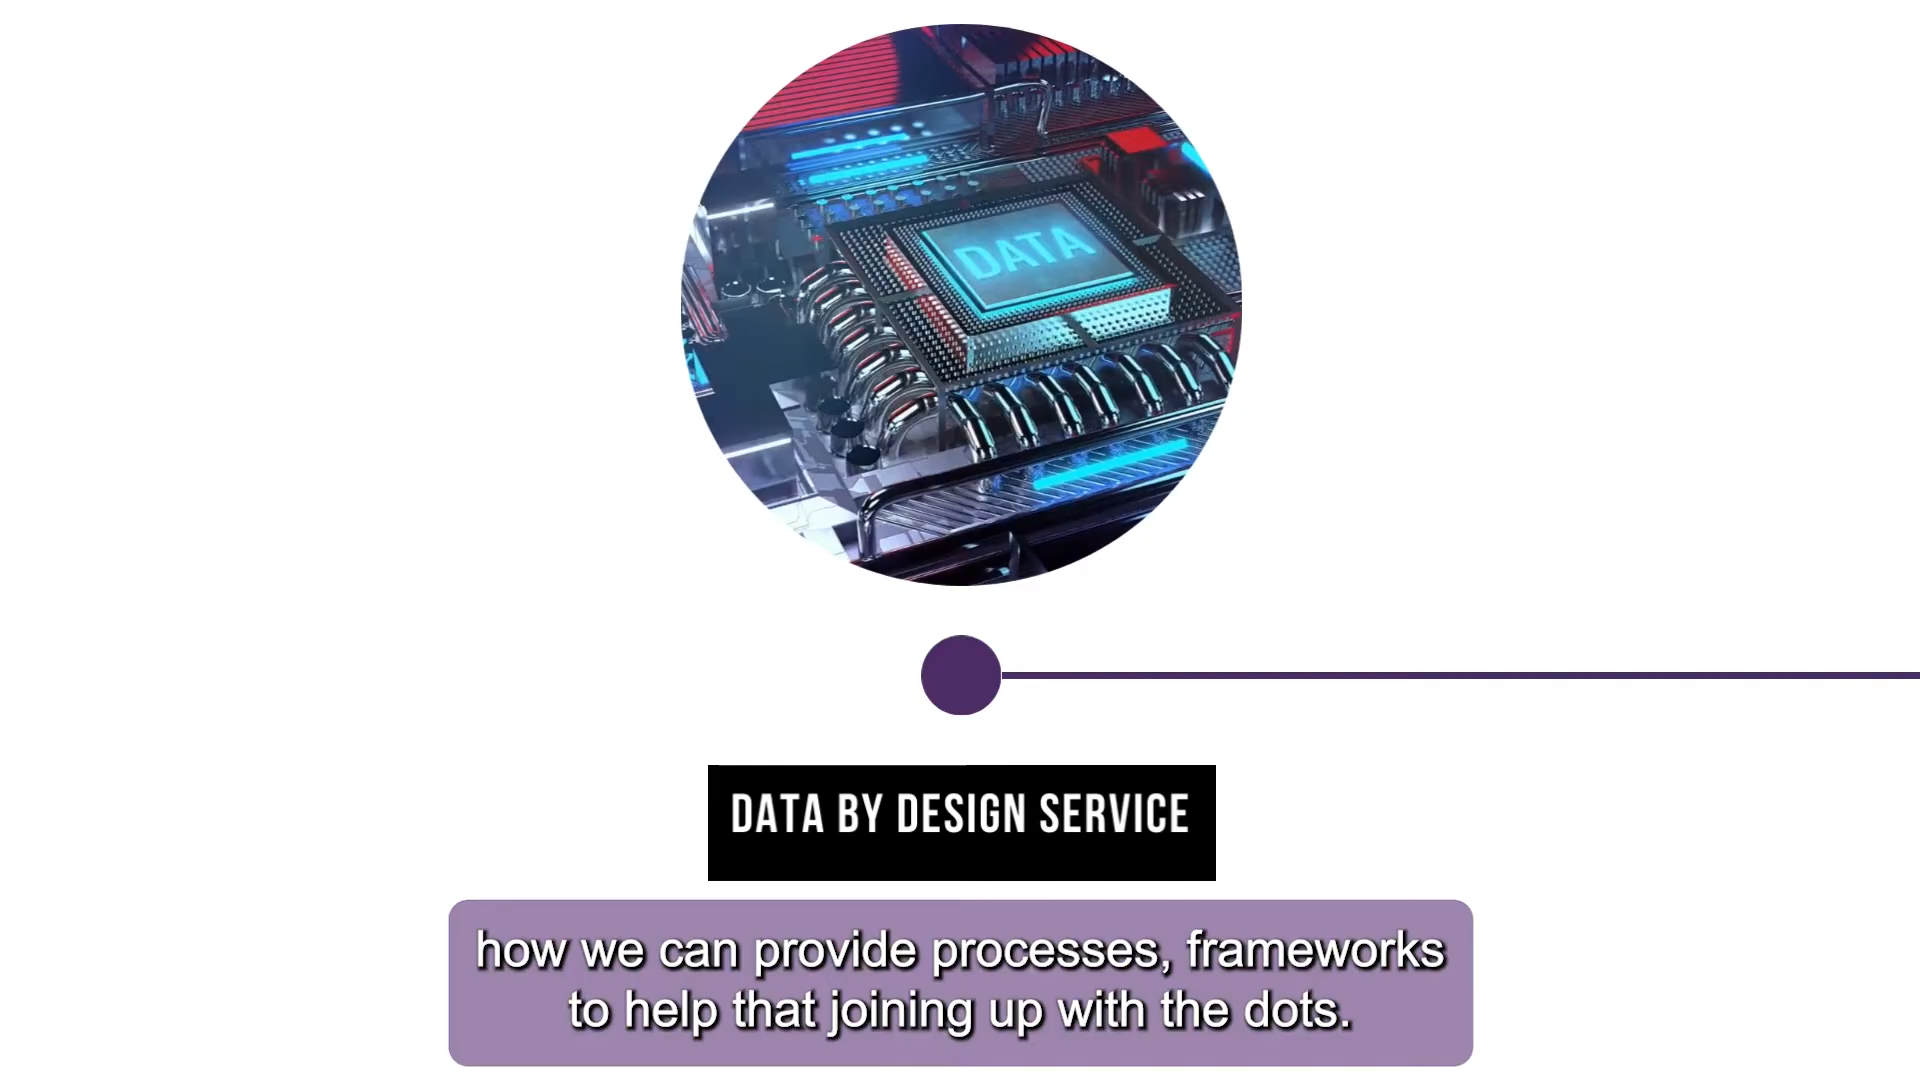 DATA
DATA BY DESIGN SERVICE
how we can provide processes, frameworks
to help that joining up with the dots.